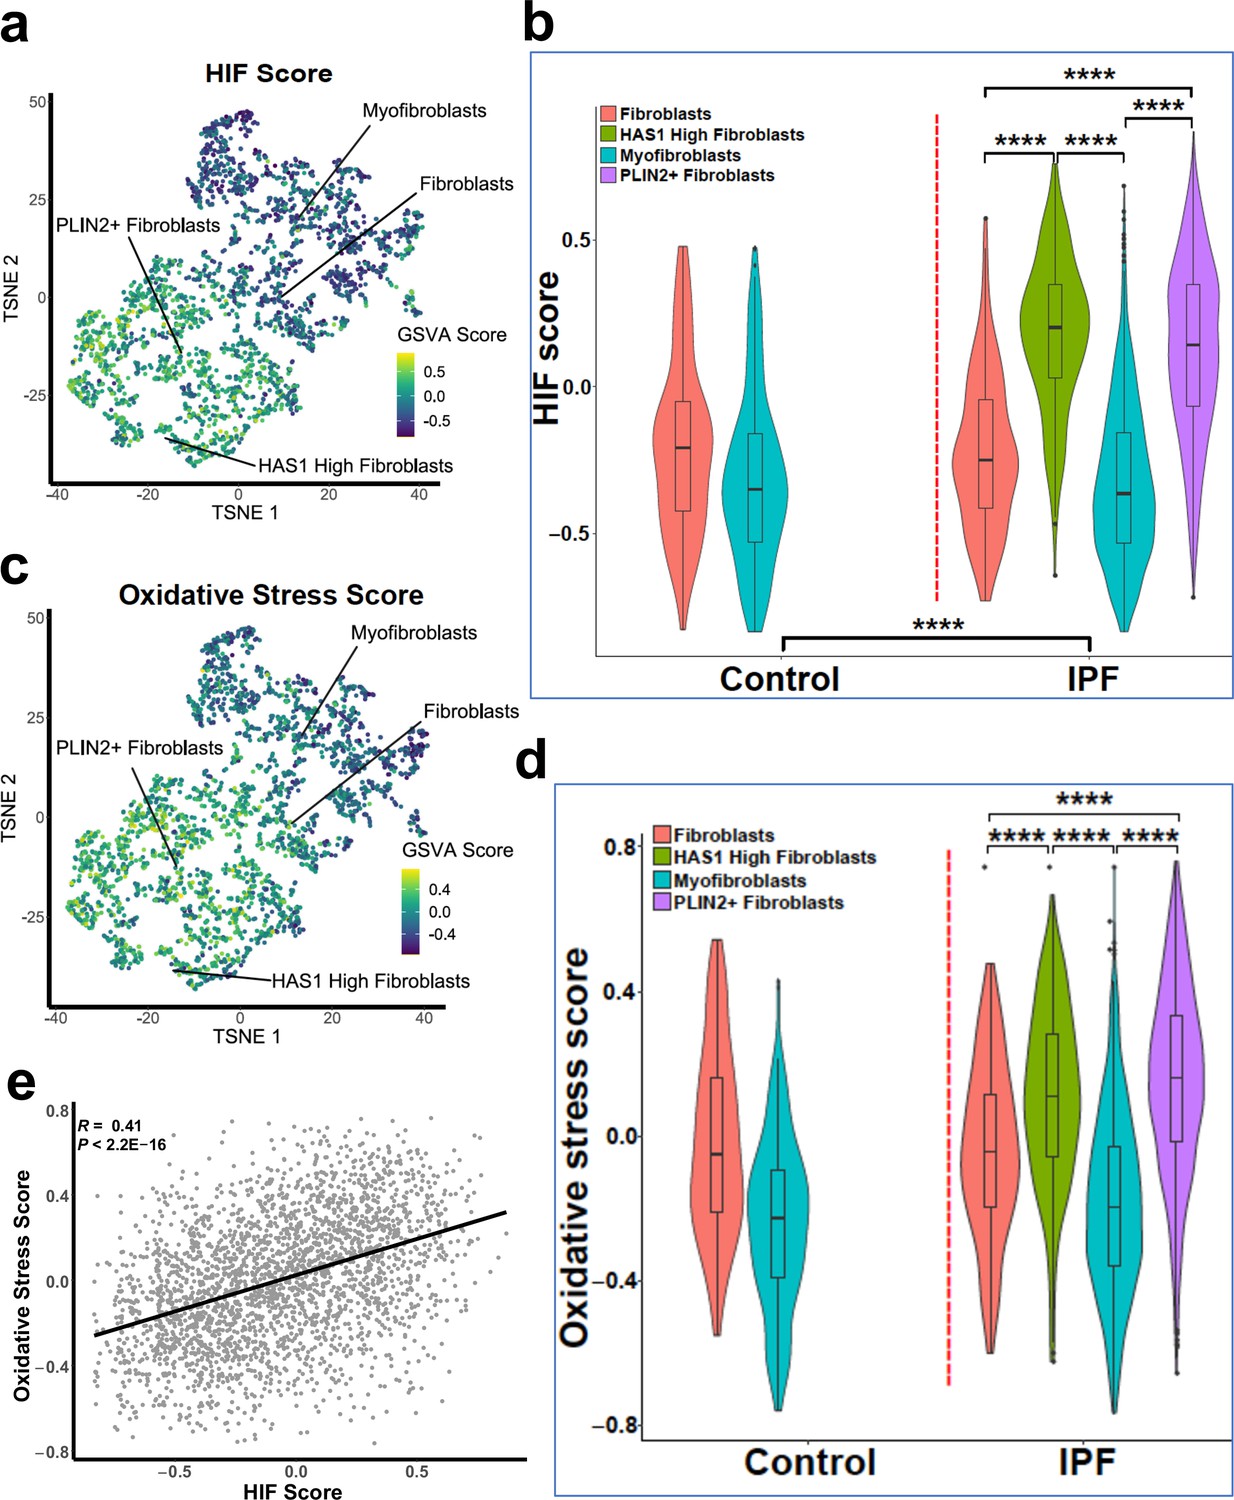 a
HIF Score
50
25
0
-25
-40
-20
0
20
40
TSNE 2
TSNE 1
Myofibroblasts
Fibroblasts
PLIN2+ Fibroblasts
HAS1 High Fibroblasts
GSVA Score
0.5
0.0
-0.5
b
Fibroblasts
HAS1 High Fibroblasts
Myofibroblasts
PLIN2+ Fibroblasts
****
****
**** ****
HIF score
0.5
0.0
−0.5
****
Control IPF
c
Oxidative Stress Score
50
25
0
-25
-40
-20
0
20
40
TSNE 2
TSNE 1
Myofibroblasts
Fibroblasts
PLIN2+ Fibroblasts
HAS1 High Fibroblasts
GSVA Score
0.4
0.0
-0.4
d
Fibroblasts
HAS1 High Fibroblasts
Myofibroblasts
PLIN2+ Fibroblasts
****
**** **** ****
Oxidative stress score
0.8
0.4
0.0
−0.4
−0.8
Control IPF
e
R = 0.41
P < 2.2E−16
Oxidative Stress Score
0.8
0.4
0.0
−0.4
−0.8
−0.5 0.0 0.5
HIF Score